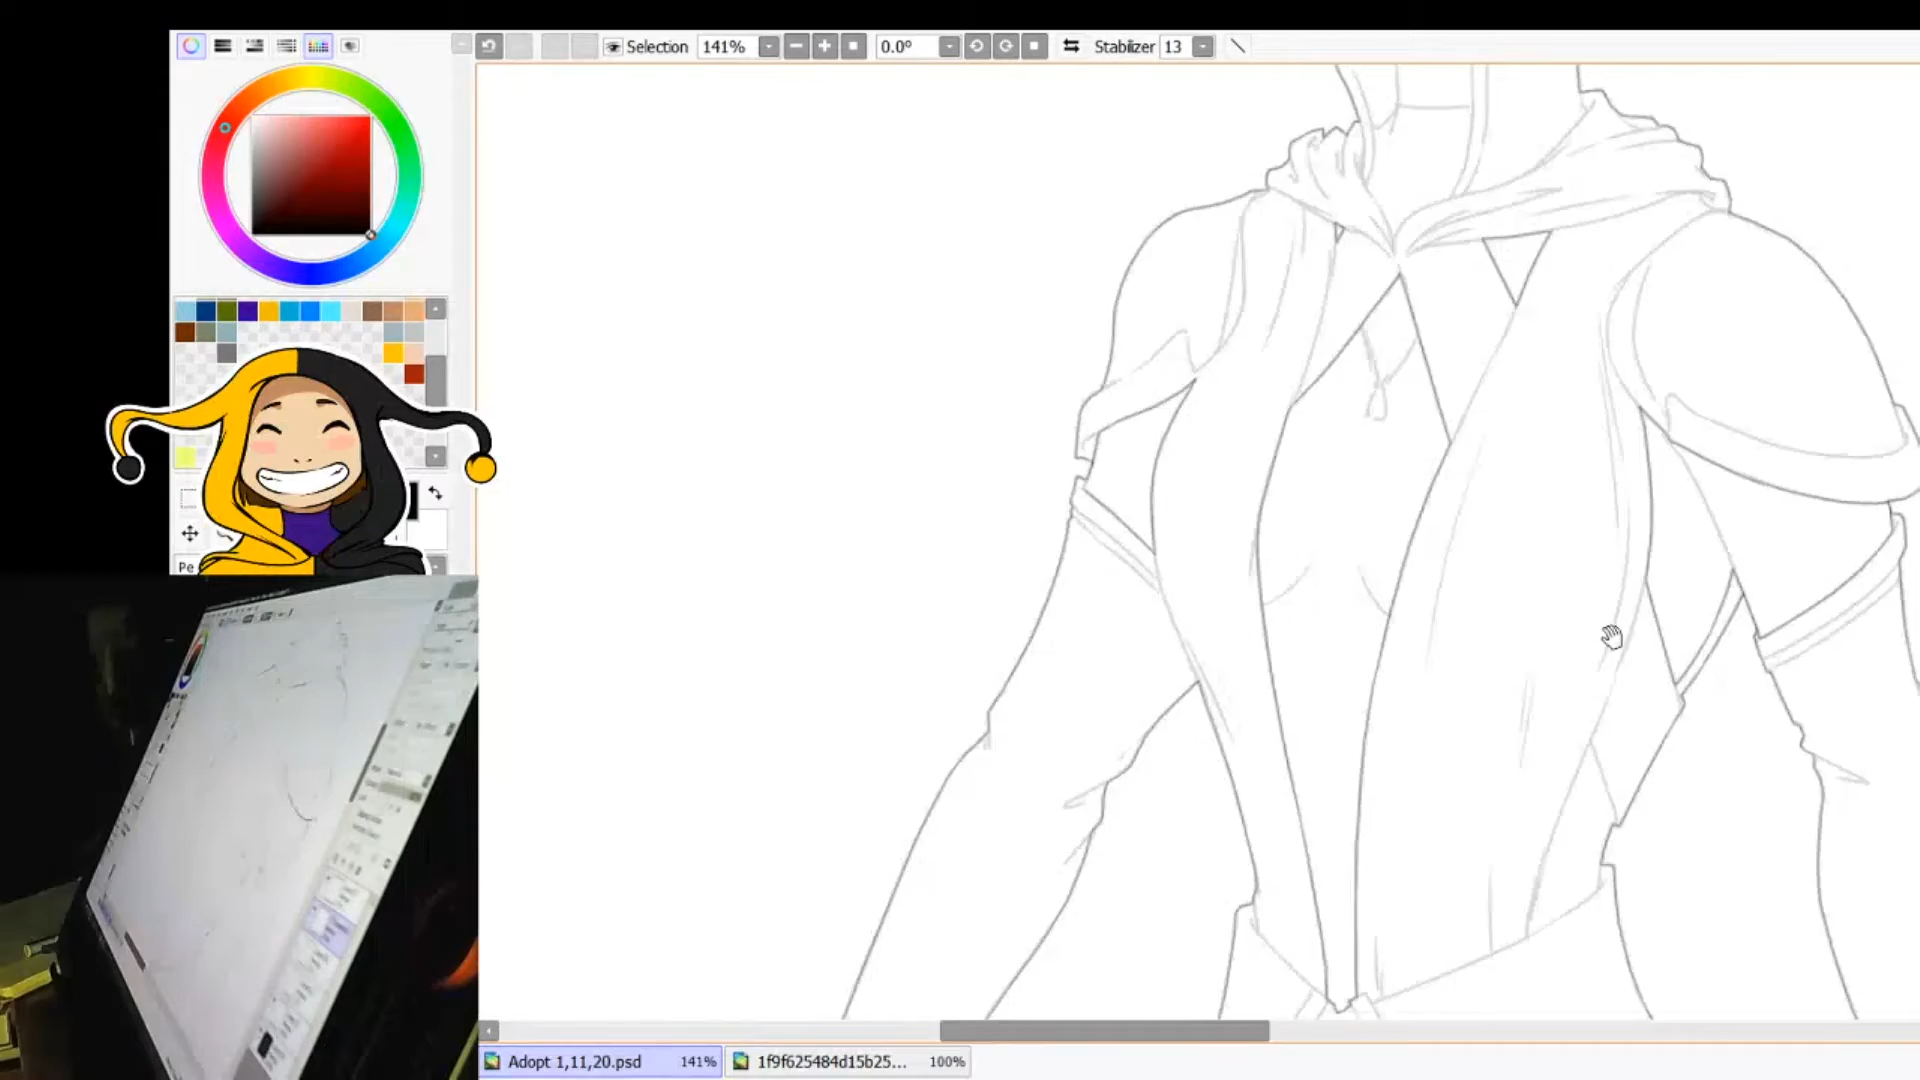 Selection 141% 0.0° Stabilizer 13
Pe
Adopt 1,11,20.psd 141% 1f9f625484d15b25... 100%